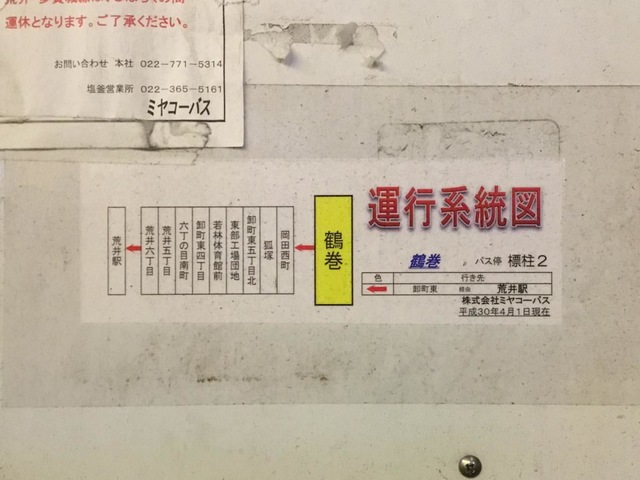 運休となります。ご了承ください。
お問い合わせ 本社 022-771-5314
塩釜営業所 022-365-5161
ミヤコーバス
運行系統図
鶴巻 バス停 標柱2
色 行き先
卸町東 経由 荒井駅
株式会社ミヤコーバス
平成30年4月1日現在
鶴巻
岡田西町
狐塚
卸町東五丁目北
東部工場団地
若林体育館前
卸町東四丁目
六丁の目南町
荒井五丁目
荒井六丁目
荒井駅